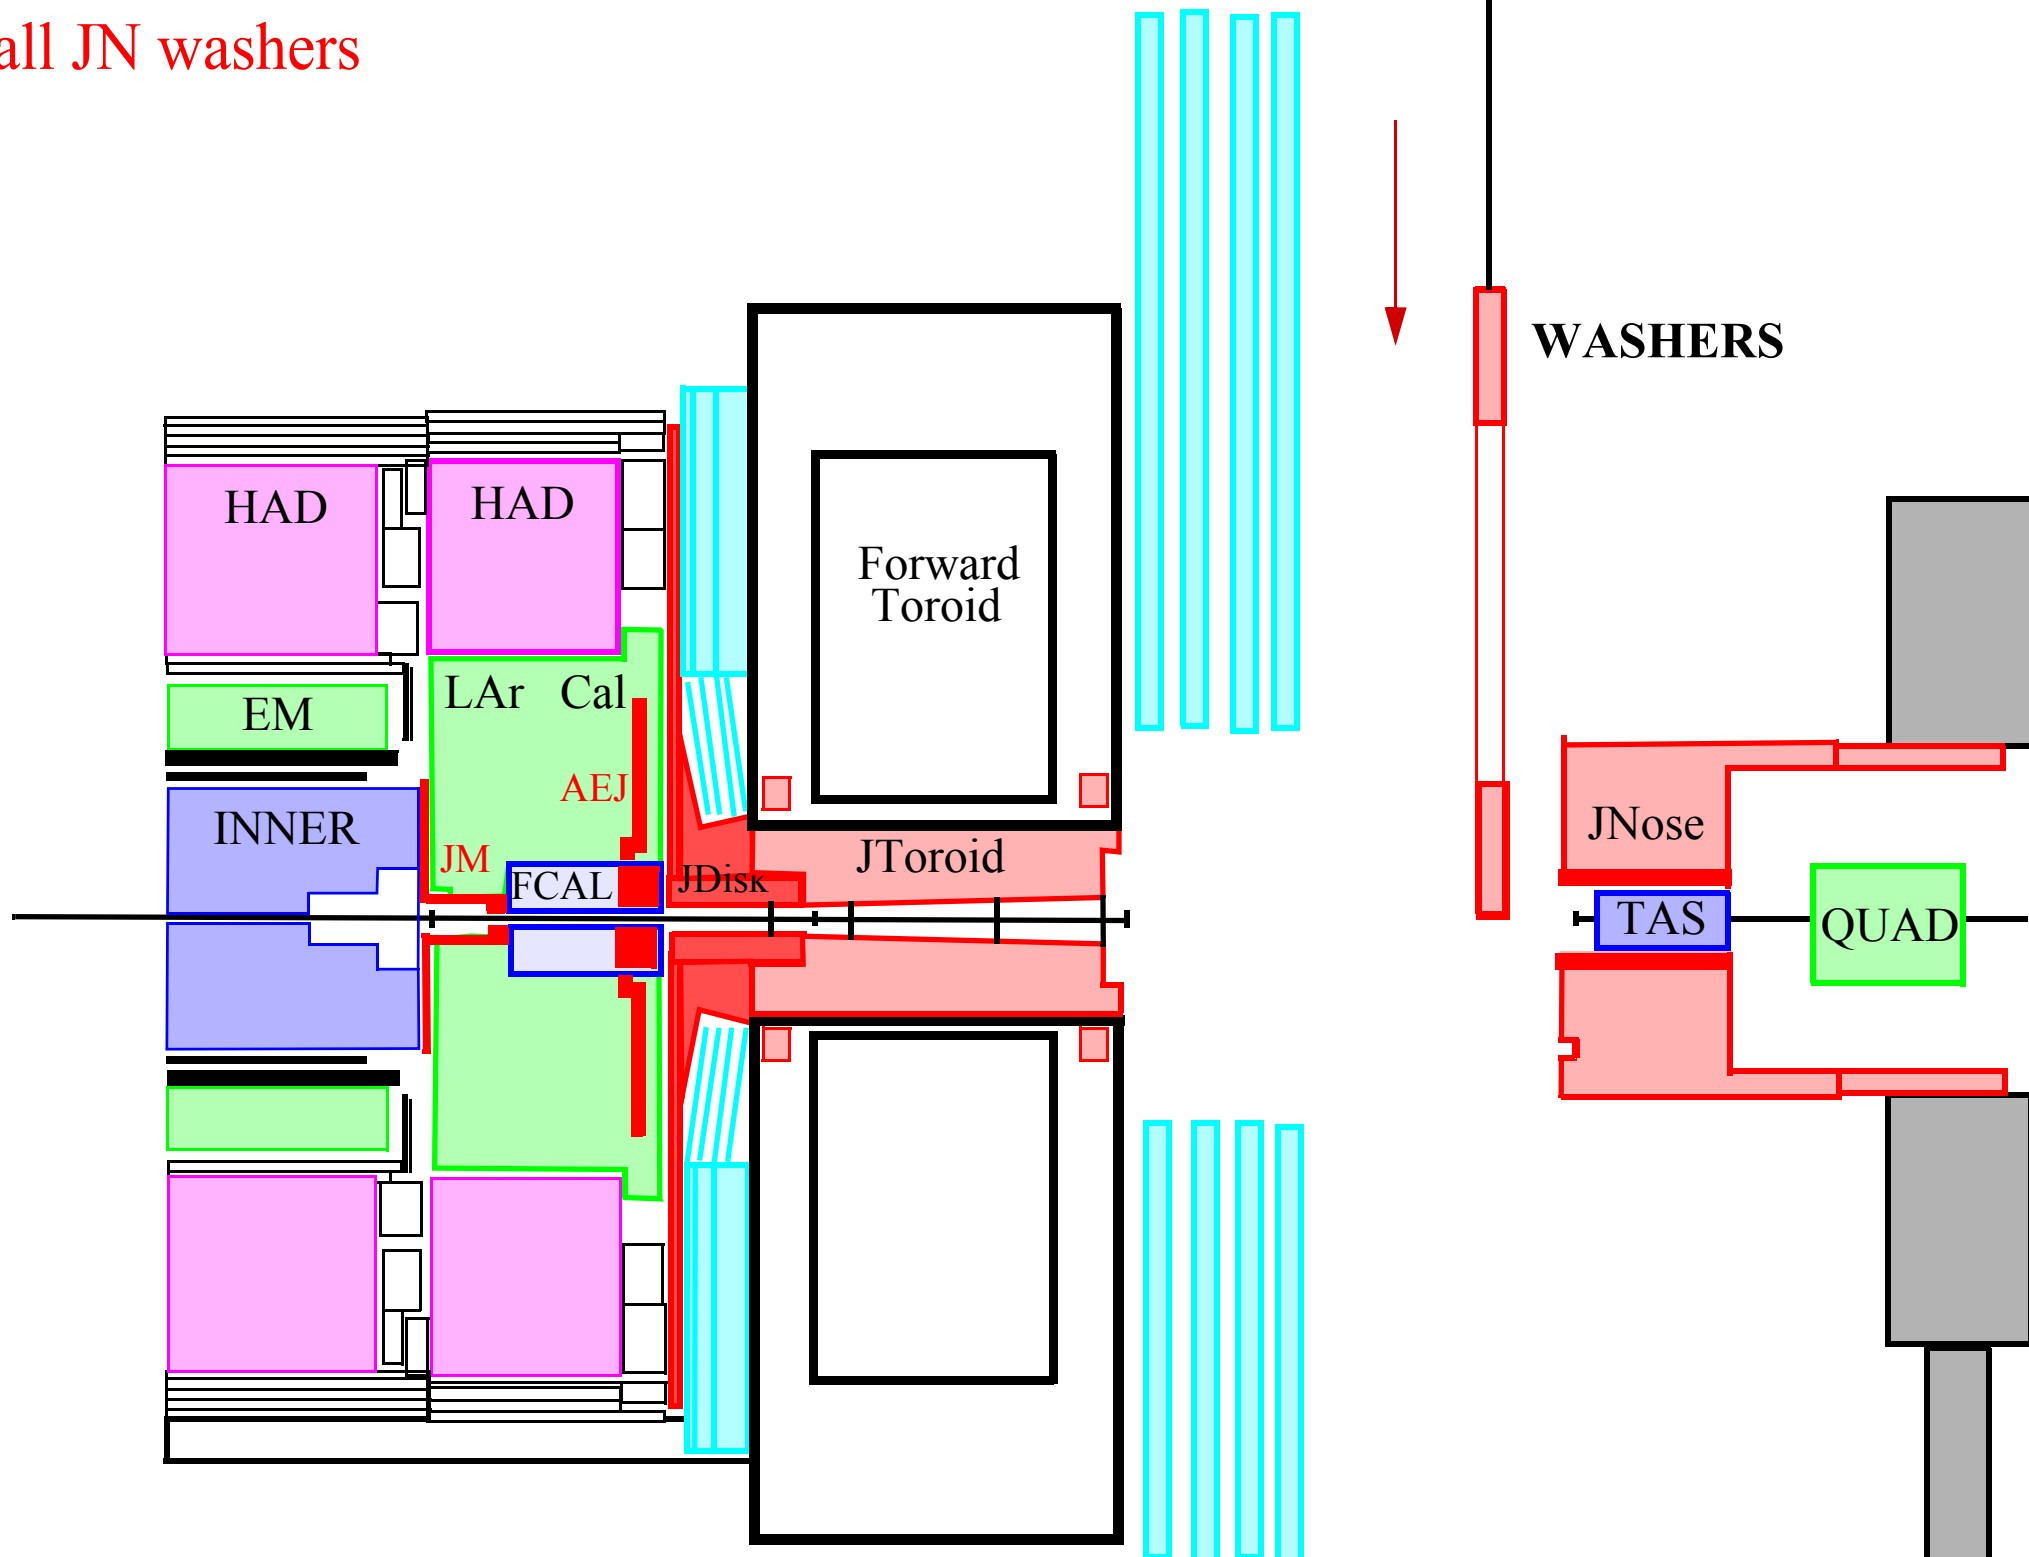 all JN washers
WASHERS
HAD
HAD
Forward
Toroid
LAr Cal
EM
AEJ
INNER
JNose
JM
JToroid
FCAL
JDisk
TAS
QUAD